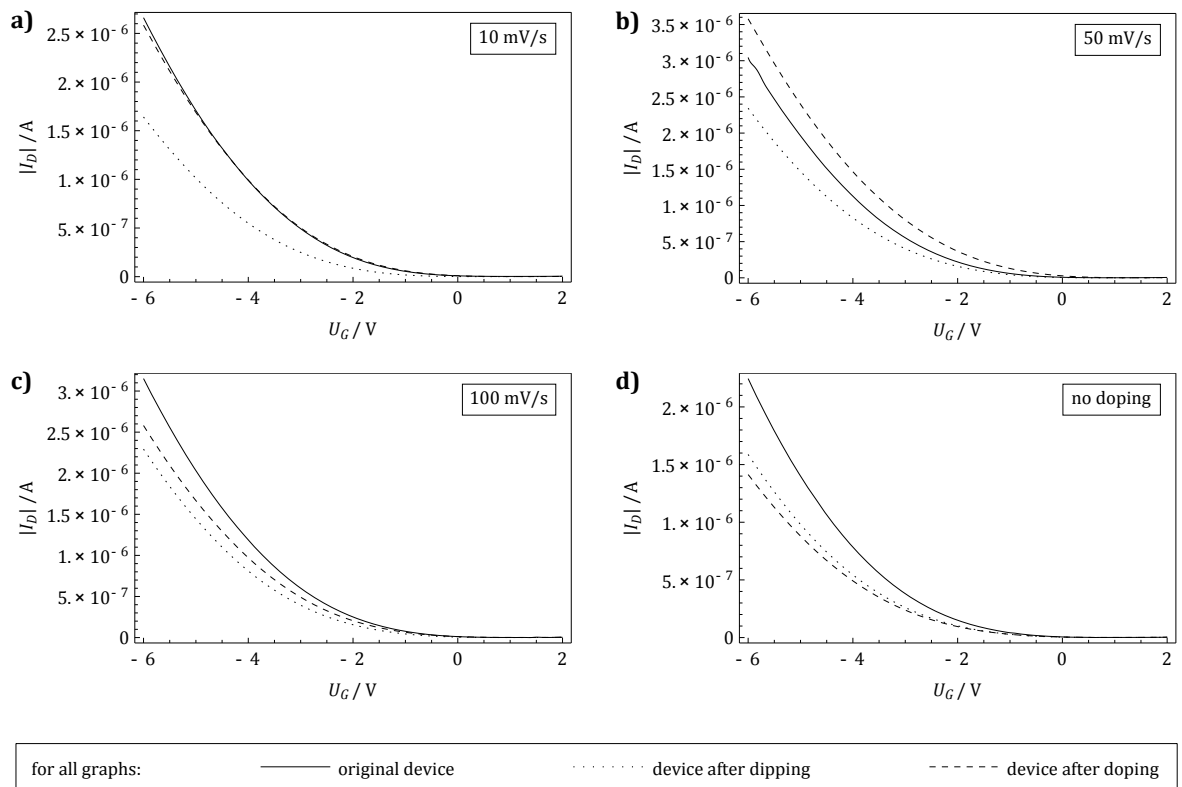 a)
10 mV/s
2.5 × 10-6
2. × 10-6
1.5 × 10-6
1. × 10-6
5. × 10-7
0
|I_D| / A
- 6 - 4 - 2 0 2
U_G / V
b)
50 mV/s
3.5 × 10-6
3. × 10-6
2.5 × 10-6
2. × 10-6
1.5 × 10-6
1. × 10-6
5. × 10-7
0
|I_D| / A
- 6 - 4 - 2 0 2
U_G / V
c)
100 mV/s
3. × 10-6
2.5 × 10-6
2. × 10-6
1.5 × 10-6
1. × 10-6
5. × 10-7
0
|I_D| / A
- 6 - 4 - 2 0 2
U_G / V
d)
no doping
2. × 10-6
1.5 × 10-6
1. × 10-6
5. × 10-7
0
|I_D| / A
- 6 - 4 - 2 0 2
U_G / V
for all graphs: original device device after dipping device after doping